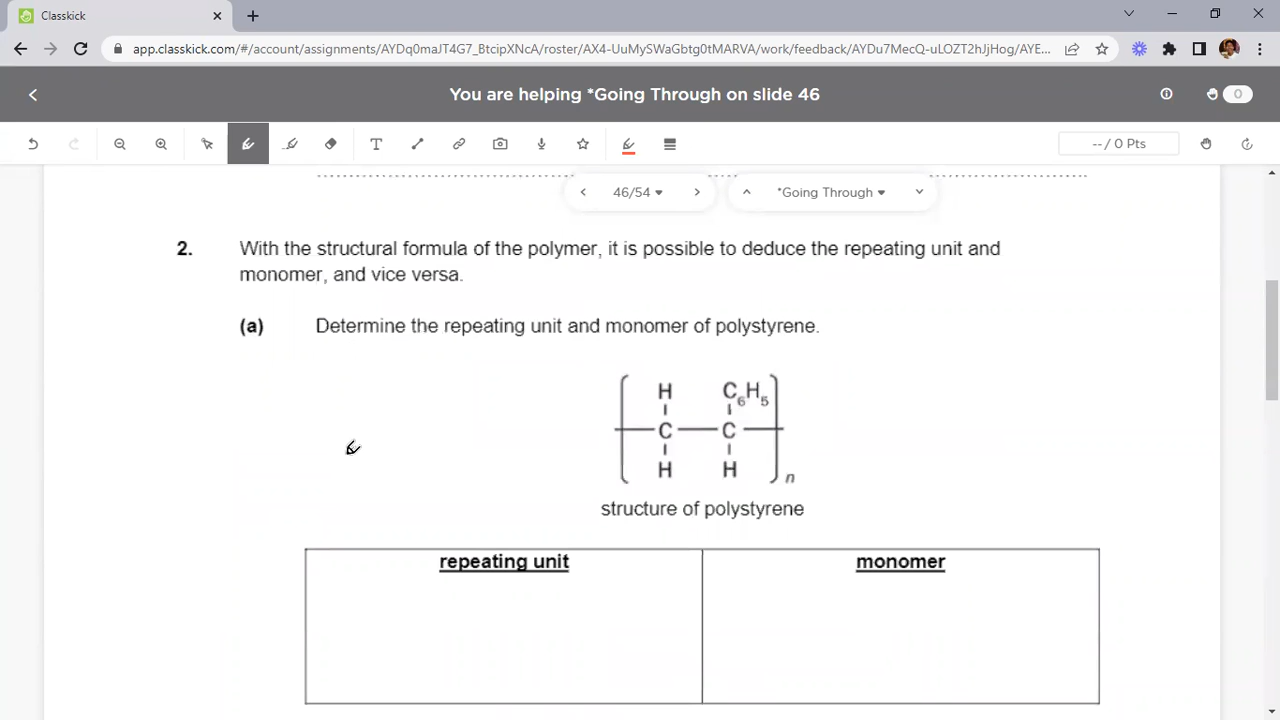 Classkick
app.classkick.com/#/account/assignments/AYDq0maJT4G7_BtcipXNcA/roster/AX4-UuMySWaGbtg0tMARVA/work/feedback/AYDu7MecQ-uLOZT2hJjHog/AYE...
You are helping *Going Through on slide 46
0
T
-- / 0 Pts
46/54
*Going Through
2. With the structural formula of the polymer, it is possible to deduce the repeating unit and
monomer, and vice versa.
(a) Determine the repeating unit and monomer of polystyrene.
H C6H5
C C
H H
n
structure of polystyrene
repeating unit monomer